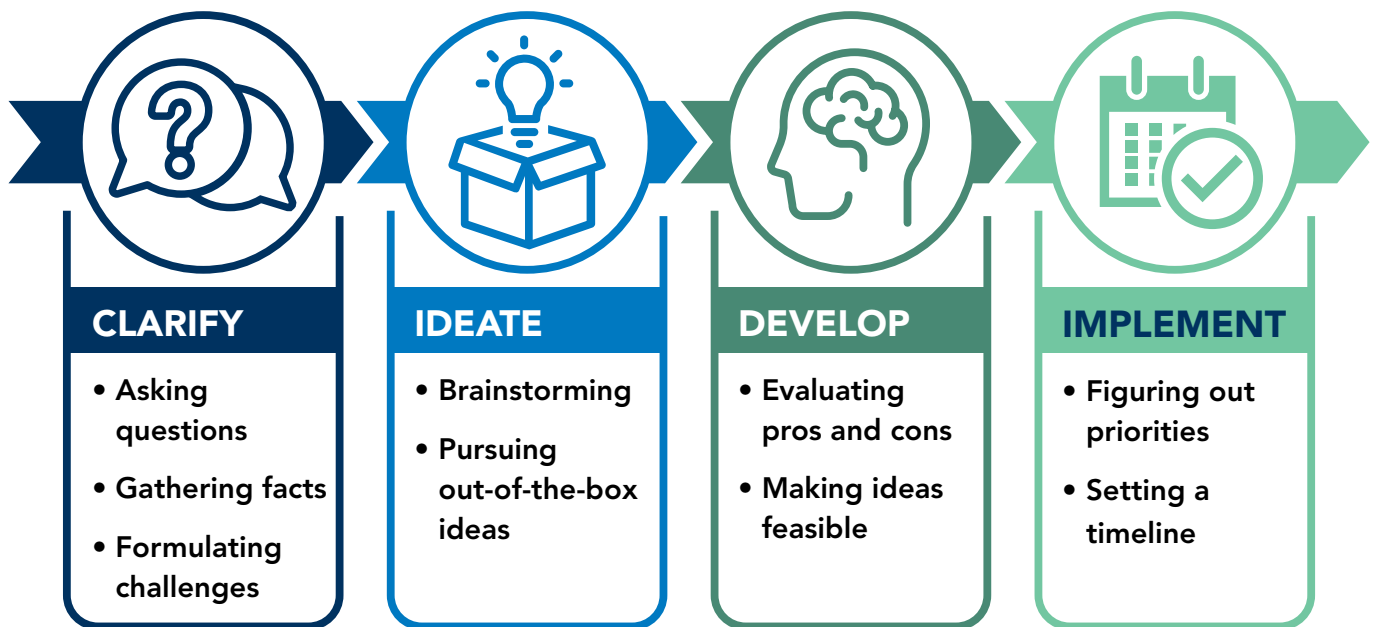 CLARIFY
• Asking
questions
• Gathering facts
• Formulating
challenges
IDEATE
• Brainstorming
• Pursuing
out-of-the-box
ideas
DEVELOP
• Evaluating
pros and cons
• Making ideas
feasible
IMPLEMENT
• Figuring out
priorities
• Setting a
timeline